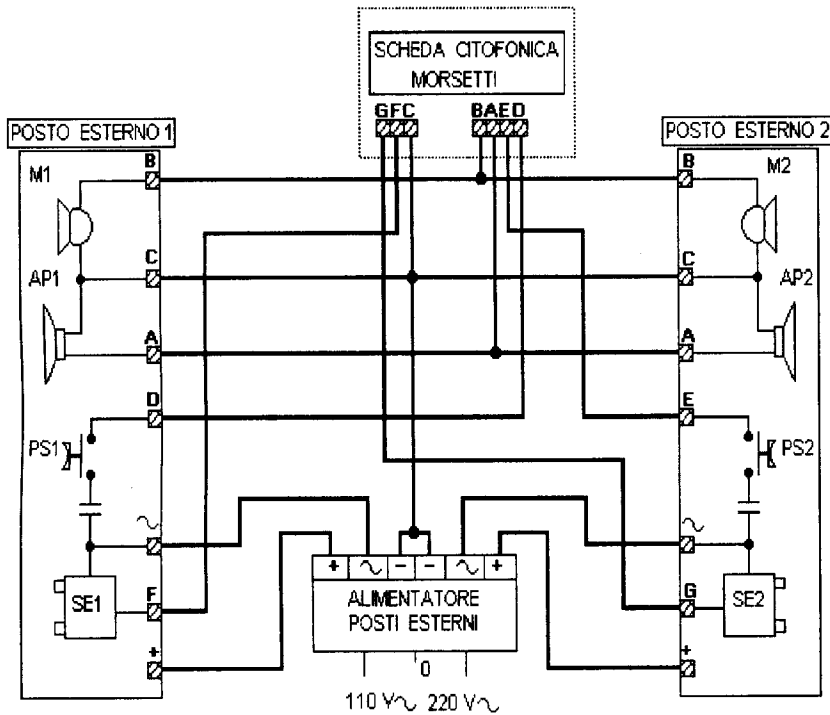 SCHEDA CITOFONICA
MORSETTI
GFC BAED
POSTO ESTERNO 1
POSTO ESTERNO 2
M1 B
B M2
C
C
AP1
AP2
A
A
D
E
PS1
PS2
~
~
+ ~ - - ~ +
SE1 F
G SE2
ALIMENTATORE
POSTI ESTERNI
+
+
0
110 V~ 220 V~